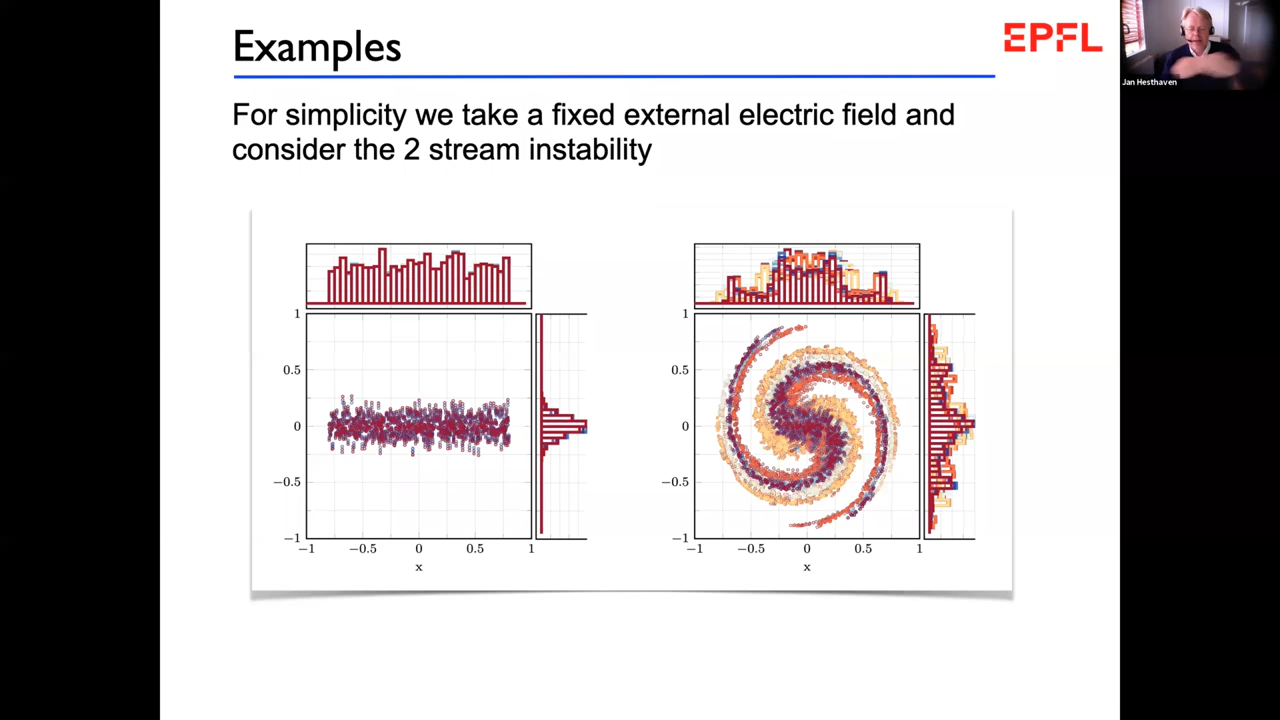 Examples
EPFL
Jan Hesthaven
For simplicity we take a fixed external electric field and
consider the 2 stream instability
1
0.5
0
−0.5
−1
−1 −0.5 0 0.5 1
x
1
0.5
0
−0.5
−1
−1 −0.5 0 0.5 1
x